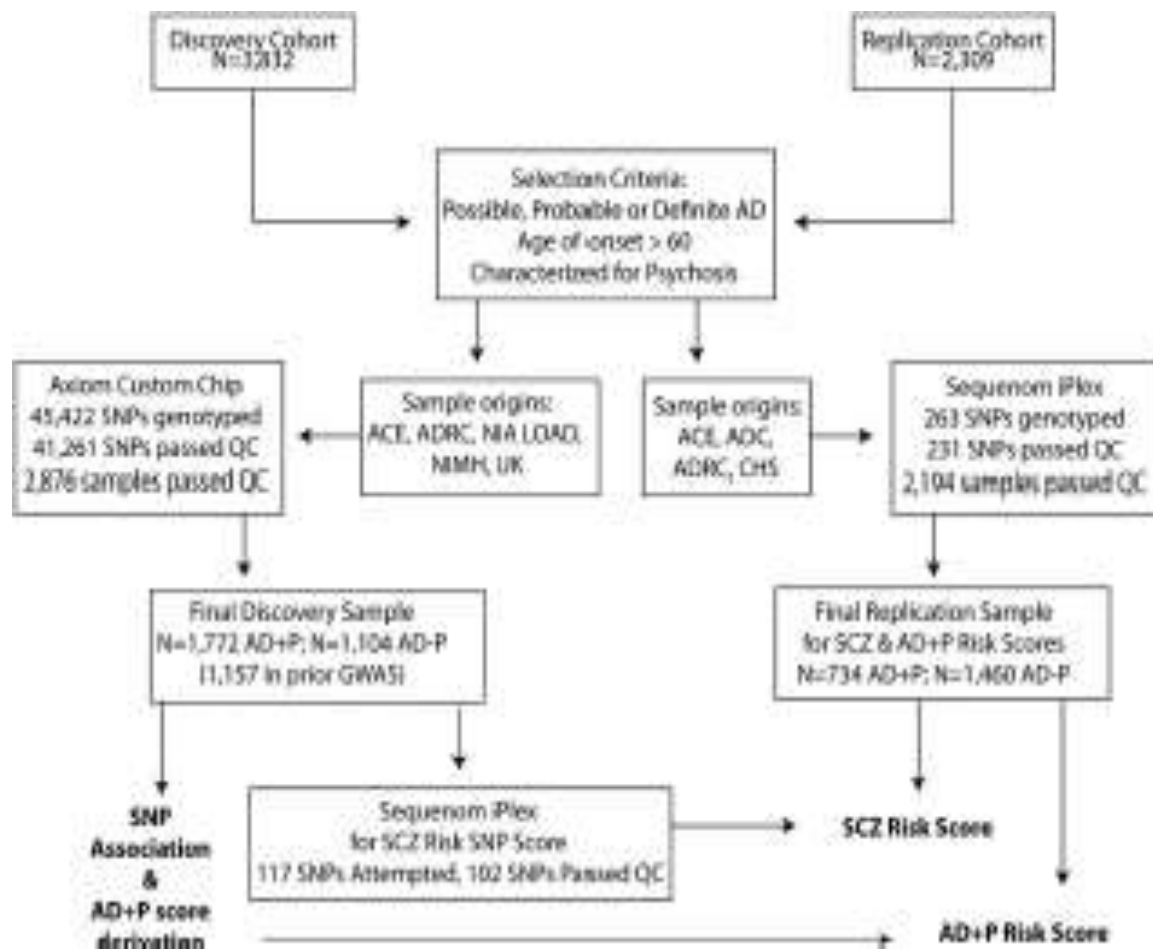 Discovery Cohort
Replication Cohort
N=2,309
Selection Criteria:
Possible, Probable or Definite AD
Age of onset > 60
Characterized for Psychosis
Axiom Custom Chip
45,422 SNPs genotyped
41,261 SNPs passed QC
2,876 samples passed QC
Sample origins:
ACE, ADRC, NIA LOAD,
NIMH, UK
Sample origins:
ACE, ADC,
ADRC, CHS
Sequenom iPlex
263 SNPs genotyped
231 SNPs passed QC
2,194 samples passed QC
Final Discovery Sample
N=1,772 AD+P; N=1,104 AD-P
(1,157 in prior GWAS)
Final Replication Sample
for SCZ & AD+P Risk Scores
N=734 AD+P; N=1,460 AD-P
SNP
Association
&
AD+P score
derivation
Sequenom iPlex
for SCZ Risk SNP Score
117 SNPs Attempted, 102 SNPs Passed QC
SCZ Risk Score
AD+P Risk Score